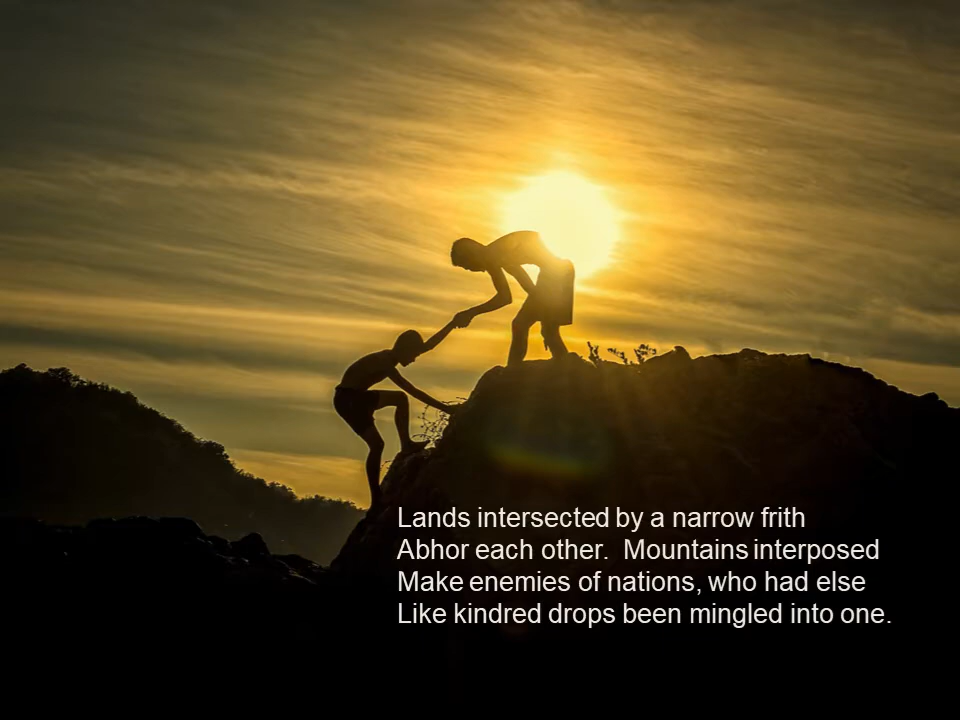 Lands intersected by a narrow frith
Abhor each other.  Mountains interposed
Make enemies of nations, who had else
Like kindred drops been mingled into one.